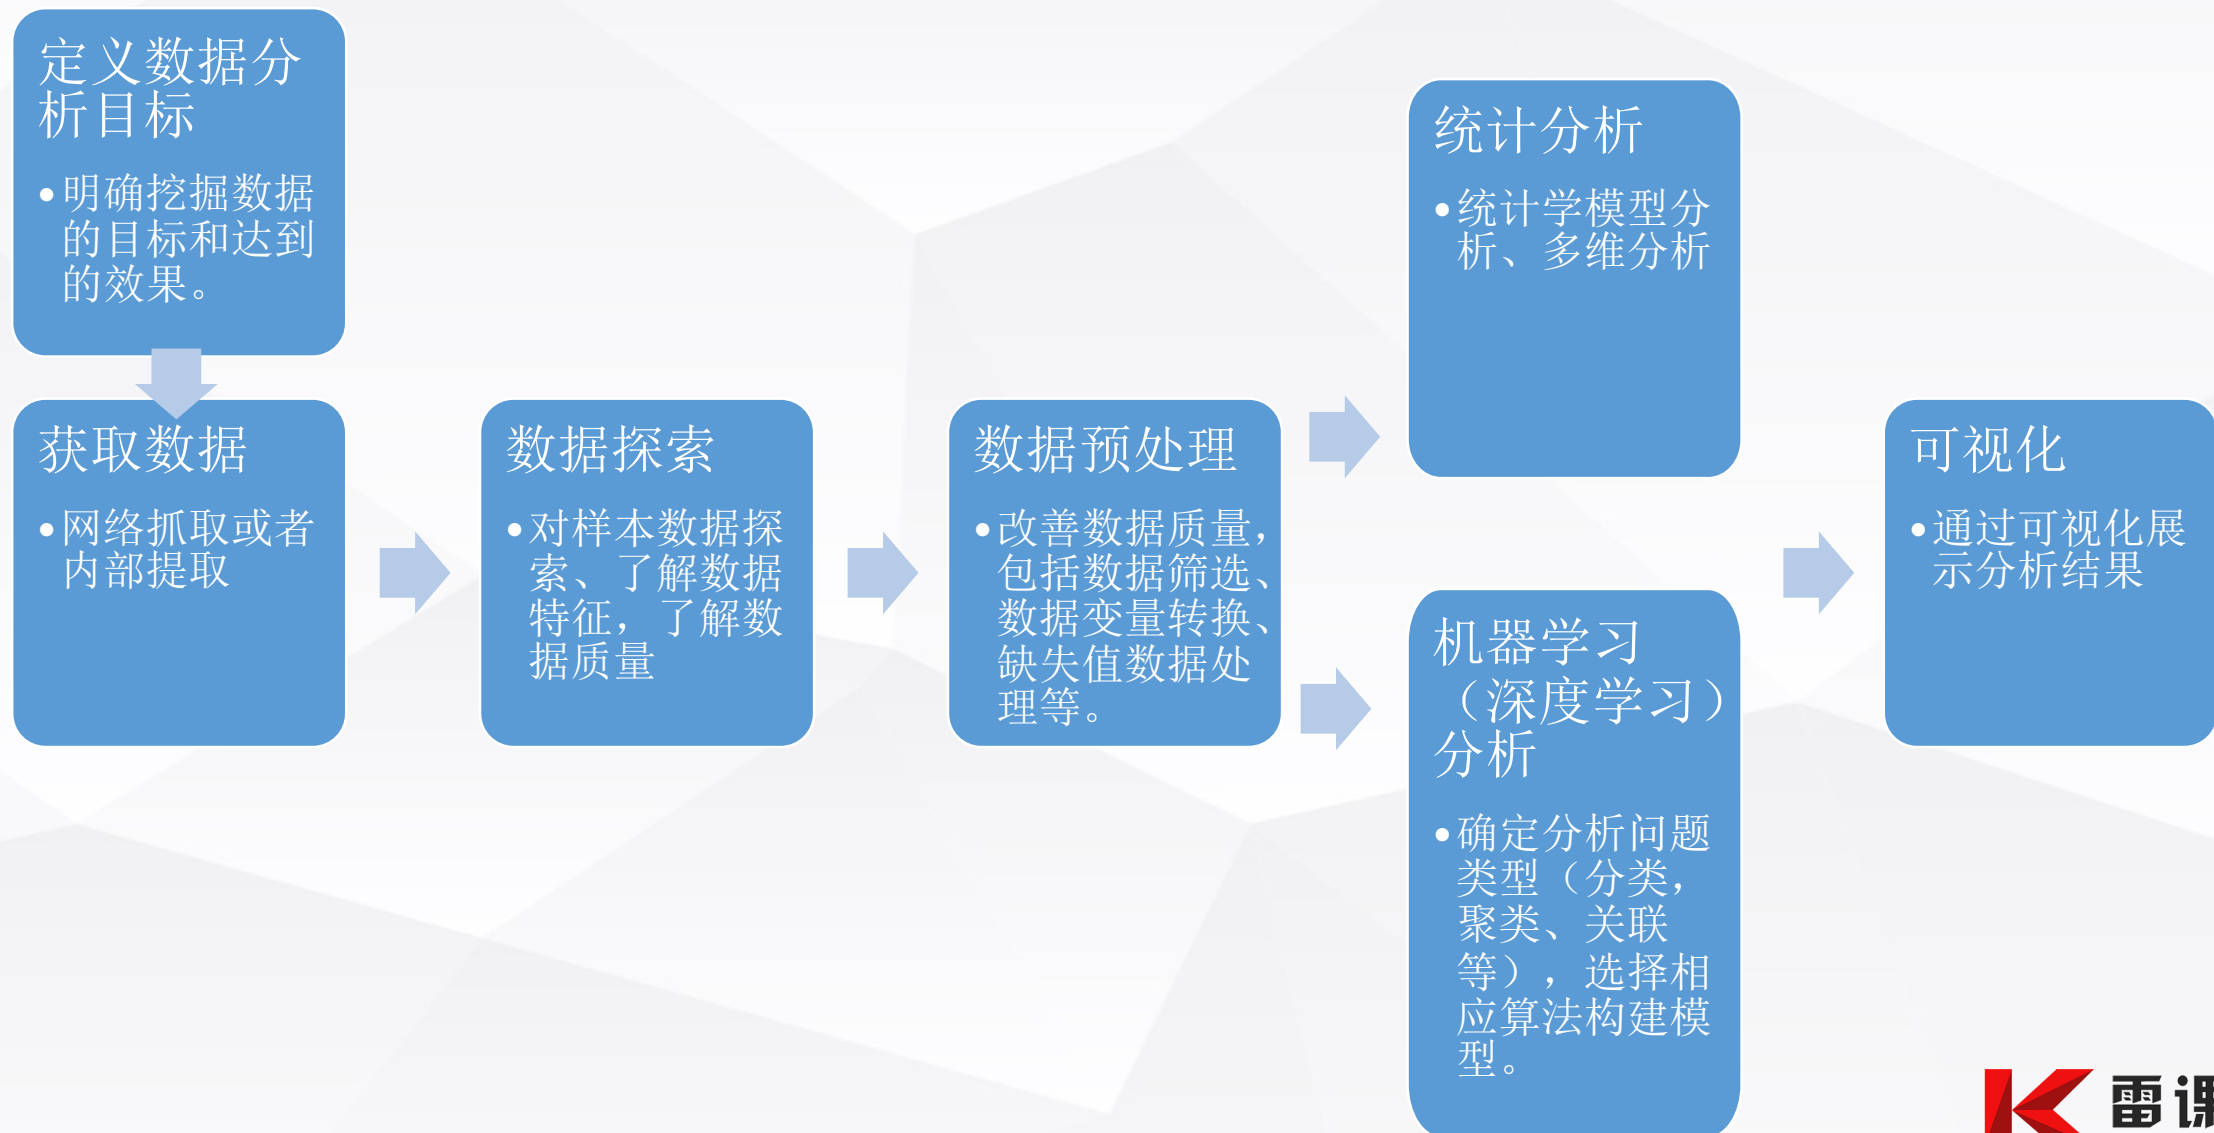 定义数据分
析目标
•明确挖掘数据
的目标和达到
的效果。
获取数据
•网络抓取或者
内部提取
数据探索
•对样本数据探
索、了解数据
特征，了解数
据质量
数据预处理
•改善数据质量，
包括数据筛选、
数据变量转换、
缺失值数据处
理等。
统计分析
•统计学模型分
析、多维分析
机器学习
（深度学习）
分析
•确定分析问题
类型（分类，
聚类、关联
等），选择相
应算法构建模
型。
可视化
•通过可视化展
示分析结果
雷课